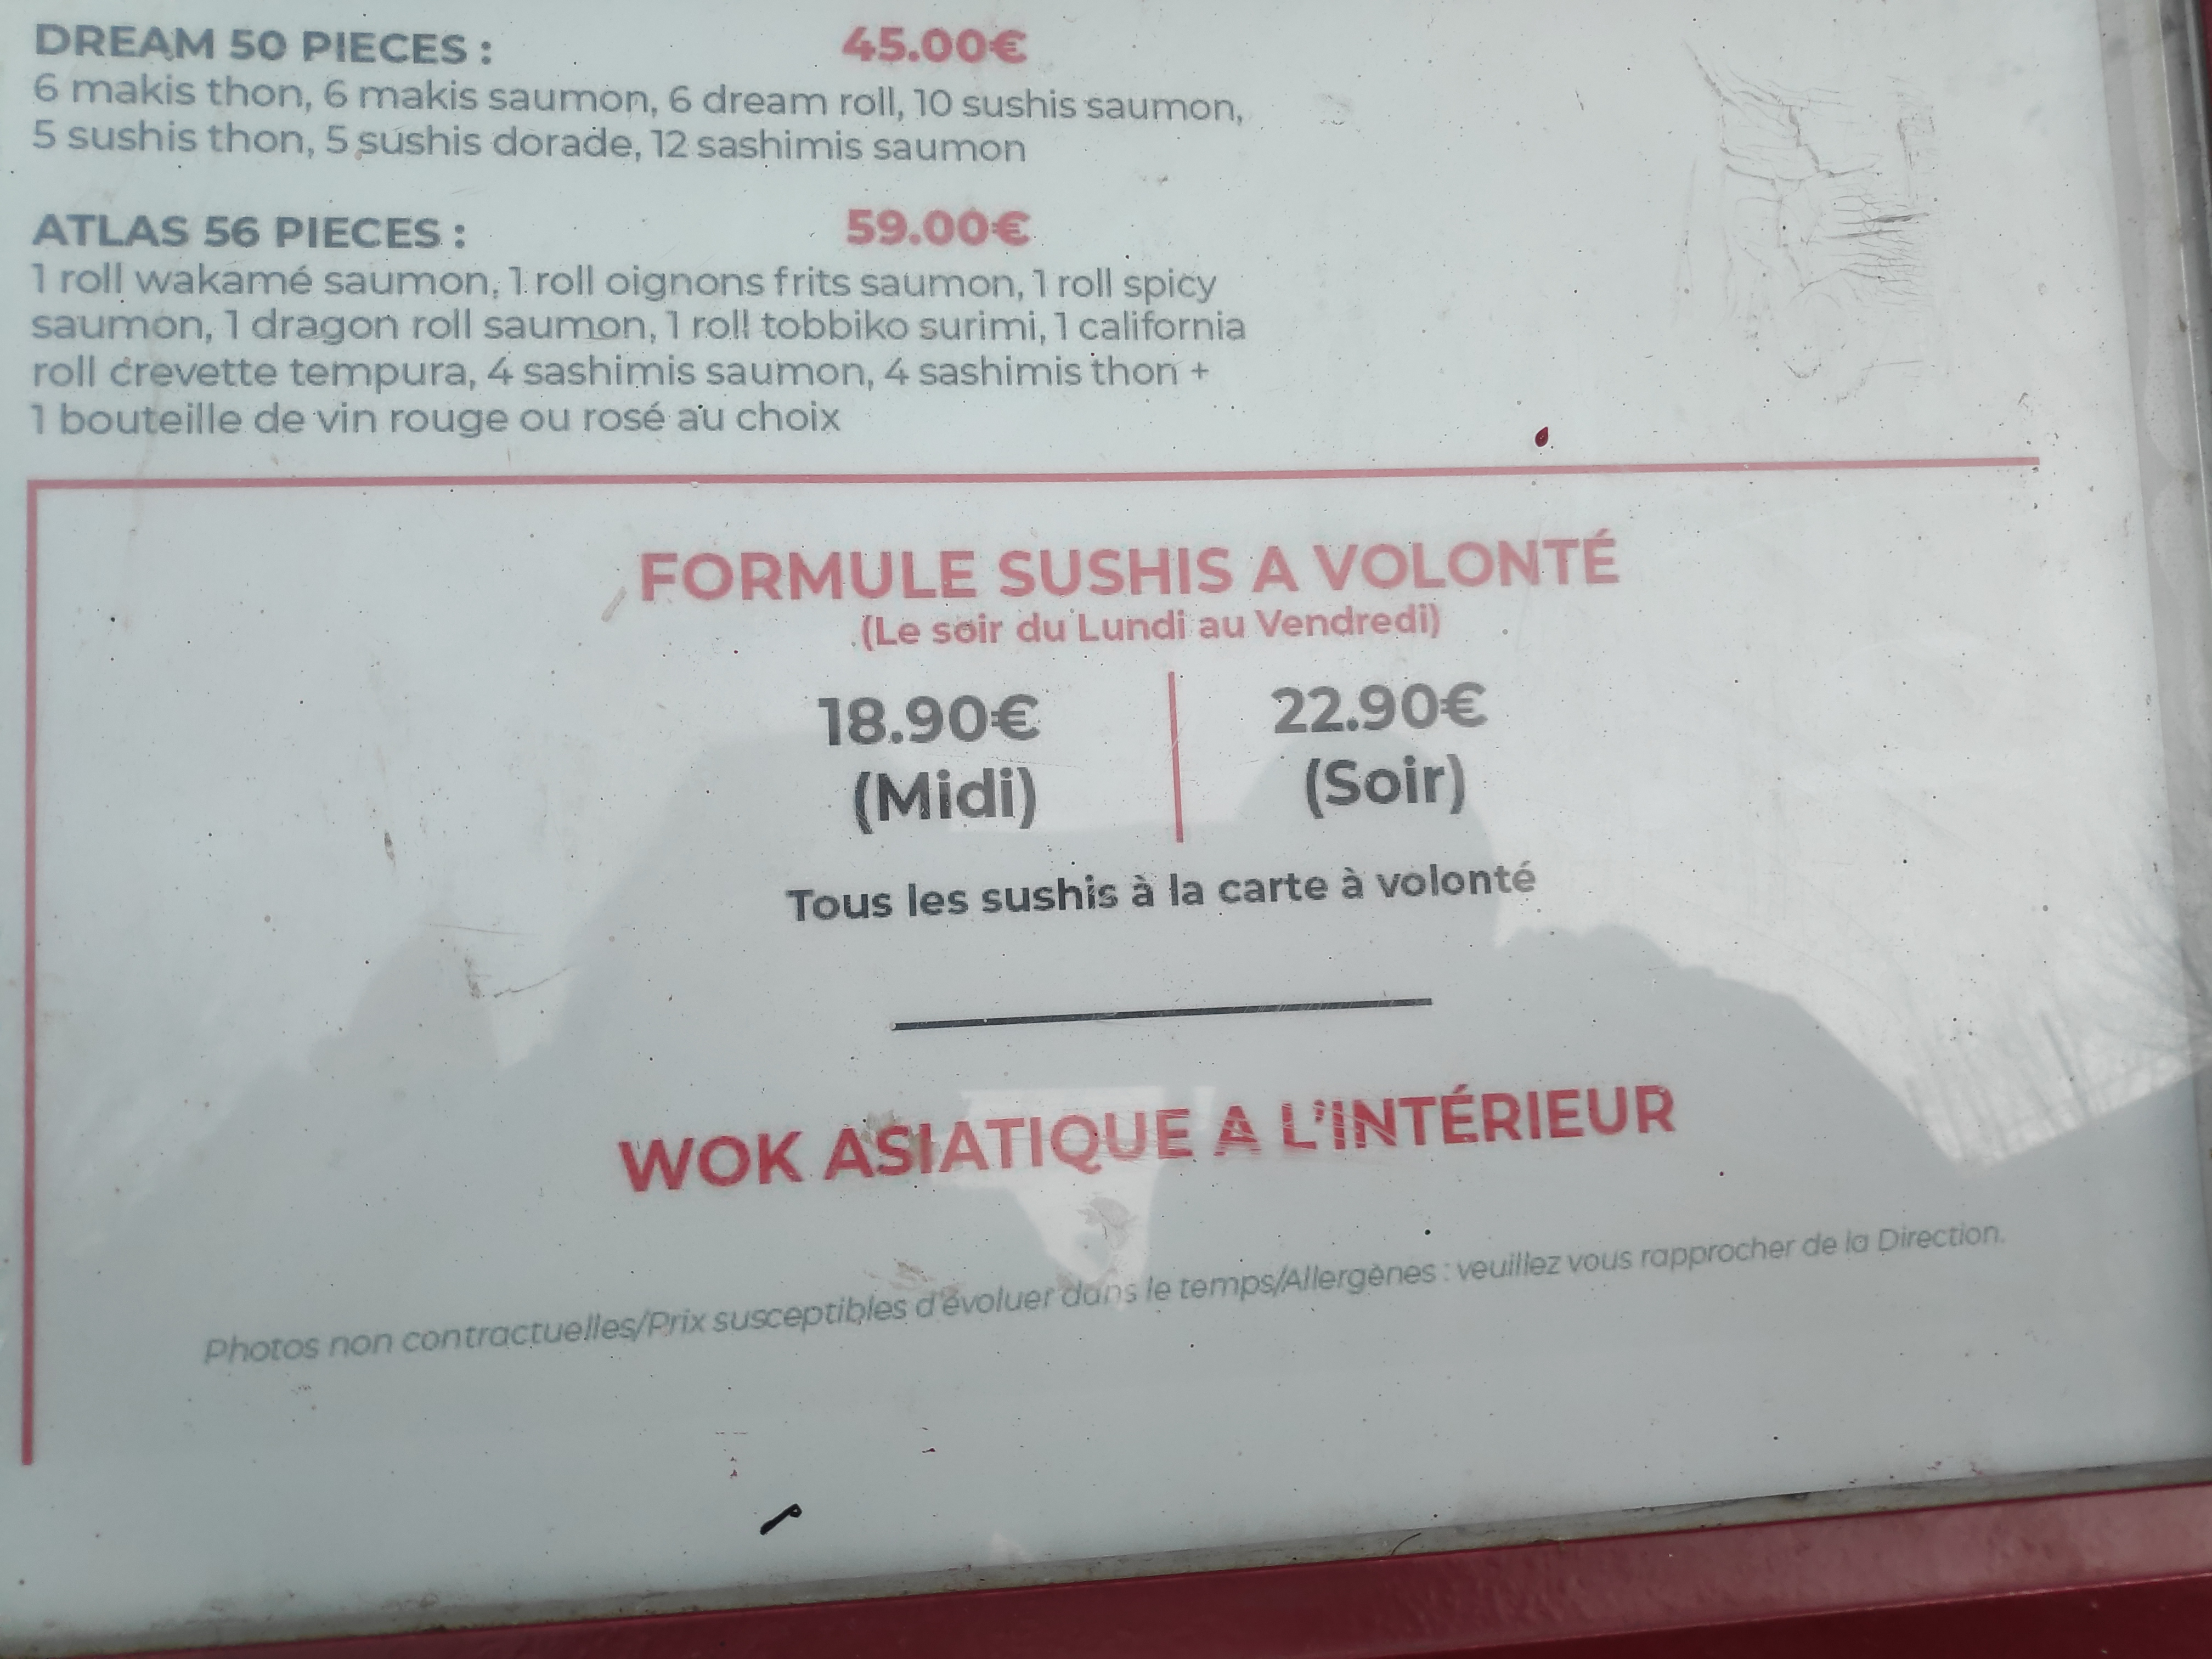 DREAM 50 PIECES : 45.00€
6 makis thon, 6 makis saumon, 6 dream roll, 10 sushis saumon,
5 sushis thon, 5 sushis dorade, 12 sashimis saumon
ATLAS 56 PIECES : 59.00€
1 roll wakamé saumon, 1 roll oignons frits saumon, 1 roll spicy
saumon, 1 dragon roll saumon, 1 roll tobbiko surimi, 1 california
roll crevette tempura, 4 sashimis saumon, 4 sashimis thon +
1 bouteille de vin rouge ou rosé au choix
FORMULE SUSHIS A VOLONTÉ
(Le soir du Lundi au Vendredi)
18.90€ 22.90€
(Midi) (Soir)
Tous les sushis à la carte à volonté
WOK ASIATIQUE A L'INTÉRIEUR
Photos non contractuelles/Prix susceptibles d'évoluer dans le temps/Allergènes : veuillez vous rapprocher de la Direction.